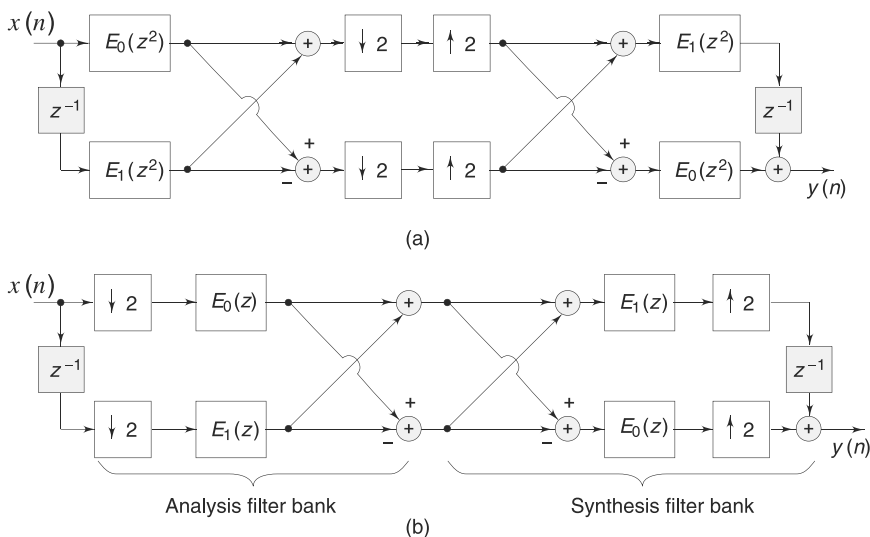 x(n)
E₀(z²) + ↓ 2 ↑ 2 + E₁(z²)
z⁻¹ z⁻¹
+ +
E₁(z²) − + ↓ 2 ↑ 2 − + E₀(z²) +
y(n)
(a)
x(n)
↓ 2 E₀(z) + + E₁(z) ↑ 2
z⁻¹ z⁻¹
+ +
↓ 2 E₁(z) − + − + E₀(z) ↑ 2 +
y(n)
Analysis filter bank Synthesis filter bank
(b)